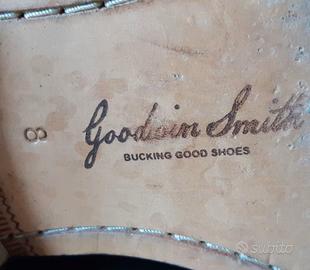 8
Goodwin Smith
BUCKING GOOD SHOES
subito